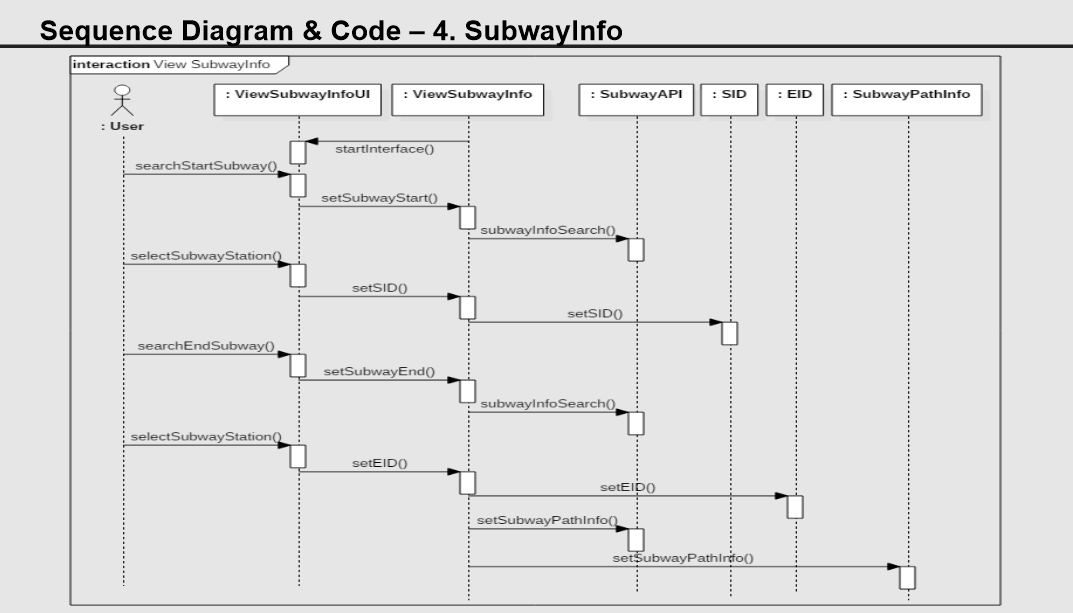 Sequence Diagram & Code – 4. SubwayInfo
interaction View SubwayInfo
: User
: ViewSubwayInfoUI
: ViewSubwayInfo
: SubwayAPI
: SID
: EID
: SubwayPathInfo
startInterface()
searchStartSubway()
setSubwayStart()
subwayInfoSearch()
selectSubwayStation()
setSID()
setSID()
searchEndSubway()
setSubwayEnd()
subwayInfoSearch()
selectSubwayStation()
setEID()
setEID()
setSubwayPathInfo()
setSubwayPathInfo()